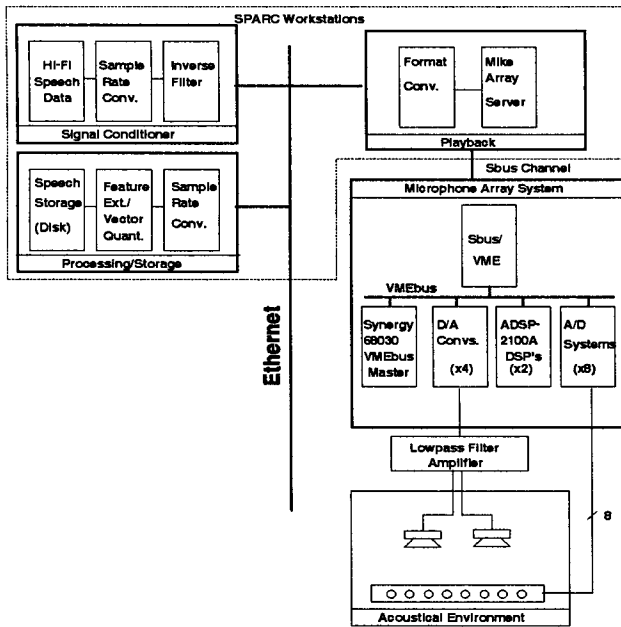 SPARC Workstations
HI-FI
Speech
Data
Sample
Rate
Conv.
Inverse
Filter
Signal Conditioner
Format
Conv.
Mike
Array
Server
Playback
Speech
Storage
(Disk)
Feature
Ext./
Vector
Quant.
Sample
Rate
Conv.
Processing/Storage
Sbus Channel
Microphone Array System
Sbus/
VME
VMEbus
Synergy
68030
VMEbus
Master
D/A
Convs.
(x4)
ADSP-
2100A
DSP's
(x2)
A/D
Systems
(x8)
Ethernet
Lowpass Filter
Amplifier
8
Acoustical Environment